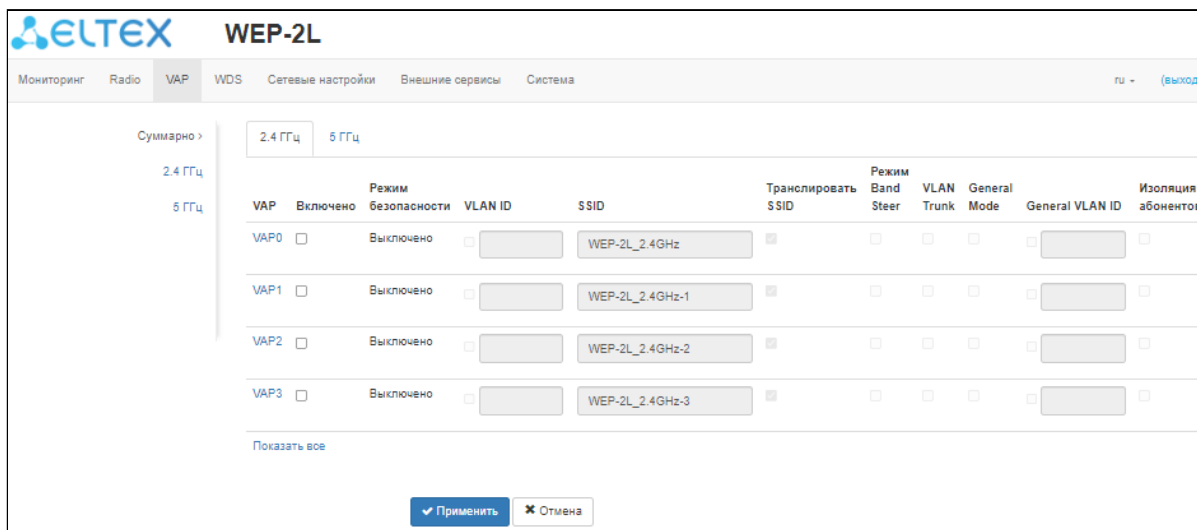 ELTEX WEP-2L
Мониторинг Radio VAP WDS Сетевые настройки Внешние сервисы Система ru (выход
Суммарно >
2.4 ГГц
5 ГГц
2.4 ГГц 5 ГГц
VAP Включено Режим безопасности VLAN ID SSID Транслировать SSID Режим Band Steer VLAN Trunk General Mode General VLAN ID Изоляция абоненто
VAP0 Выключено WEP-2L_2.4GHz
VAP1 Выключено WEP-2L_2.4GHz-1
VAP2 Выключено WEP-2L_2.4GHz-2
VAP3 Выключено WEP-2L_2.4GHz-3
Показать все
Применить Отмена